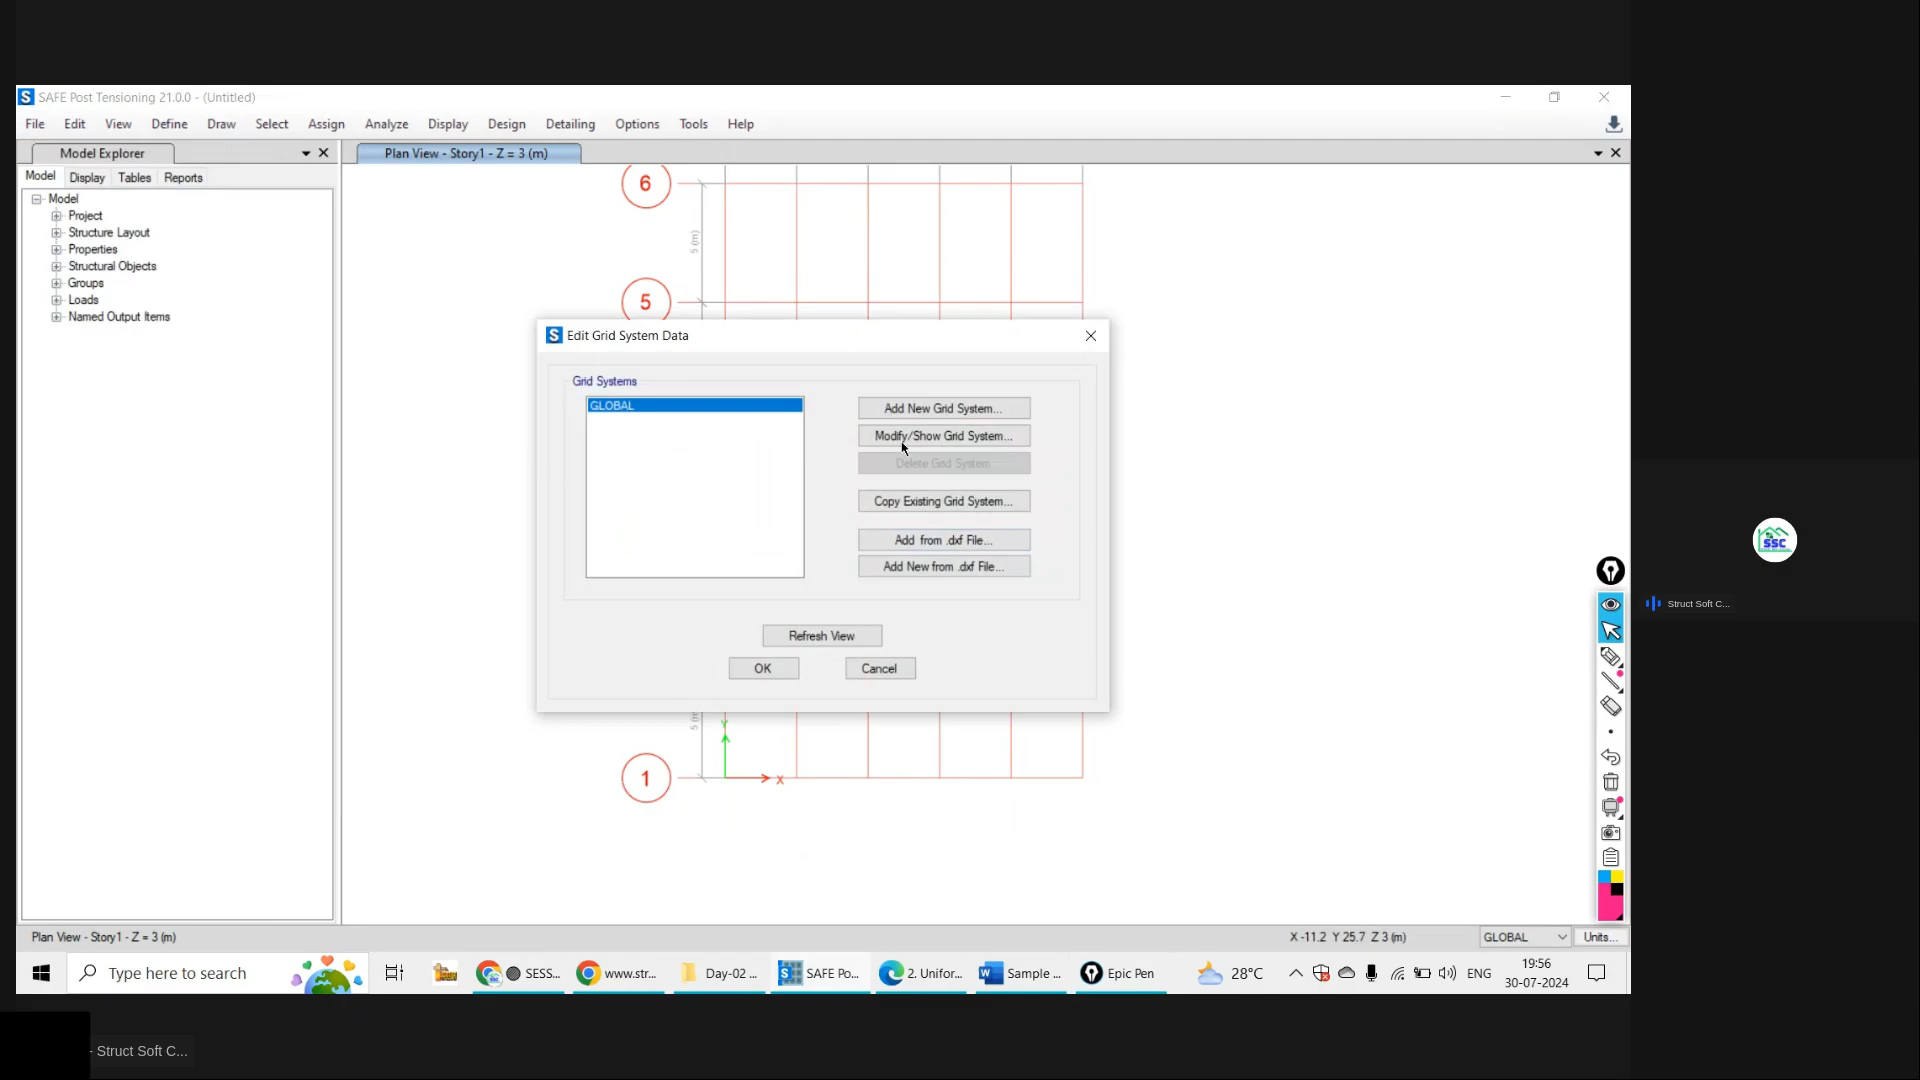 SAFE Post Tensioning 21.0.0 - (Untitled)
File Edit View Define Draw Select Assign Analyze Display Design Detailing Options Tools Help
Model Explorer
Plan View - Story1 - Z = 3 (m)
Model Display Tables Reports
Model
Project
Structure Layout
Properties
Structural Objects
Groups
Loads
Named Output Items
6
5 (m)
5
Edit Grid System Data
Grid Systems
GLOBAL
Add New Grid System...
Modify/Show Grid System...
Delete Grid System
Copy Existing Grid System...
Add from .dxf File...
Add New from .dxf File...
Refresh View
OK Cancel
5 (m
Y
1
X
SSC
Struct Soft C...
Plan View - Story1 - Z = 3 (m)
X -11.2 Y 25.7 Z 3 (m)
GLOBAL
Units...
Type here to search
SESS...
www.str...
Day-02 ...
SAFE Po...
2. Unifor...
Sample ...
Epic Pen
28°C
ENG
19:56
30-07-2024
- Struct Soft C...